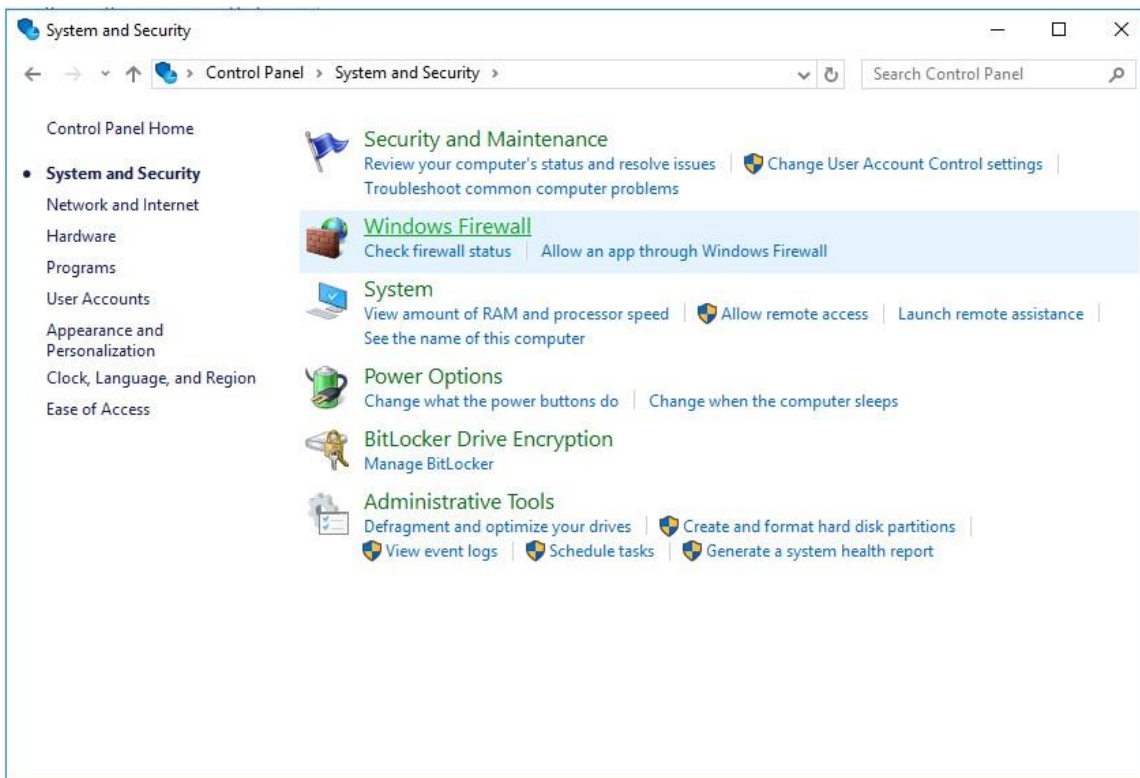 System and Security
Control Panel > System and Security >
Search Control Panel
Control Panel Home
System and Security
Network and Internet
Hardware
Programs
User Accounts
Appearance and
Personalization
Clock, Language, and Region
Ease of Access
Security and Maintenance
Review your computer's status and resolve issues | Change User Account Control settings |
Troubleshoot common computer problems
Windows Firewall
Check firewall status | Allow an app through Windows Firewall
System
View amount of RAM and processor speed | Allow remote access | Launch remote assistance |
See the name of this computer
Power Options
Change what the power buttons do | Change when the computer sleeps
BitLocker Drive Encryption
Manage BitLocker
Administrative Tools
Defragment and optimize your drives | Create and format hard disk partitions |
View event logs | Schedule tasks | Generate a system health report